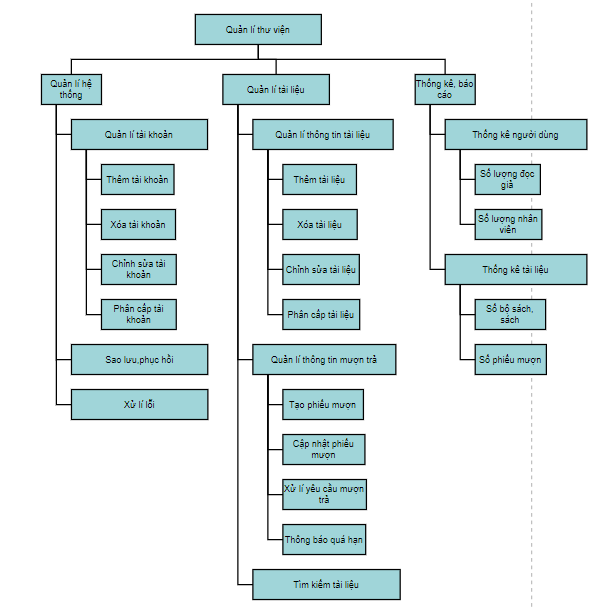 Quản lí thư viện
Quản lí hệ
thống
Quản lí tài khoản
Thêm tài khoản
Xóa tài khoản
Chỉnh sửa tài
khoản
Phân cấp tài
khoản
Sao lưu,phục hồi
Xử lí lỗi
Quản lí tài liệu
Quản lí thông tin tài liệu
Thêm tài liệu
Xóa tài liệu
Chỉnh sửa tài liệu
Phân cấp tài liệu
Quản lí thông tin mượn trả
Tạo phiếu mượn
Cập nhật phiếu
mượn
Xử lí yêu cầu mượn
trả
Thông báo quá hạn
Tìm kiếm tài liệu
Thống kê, báo
cáo
Thống kê người dùng
Số lượng đọc
giả
Số lượng nhân
viên
Thống kê tài liệu
Số bộ sách,
sách
Số phiếu mượn